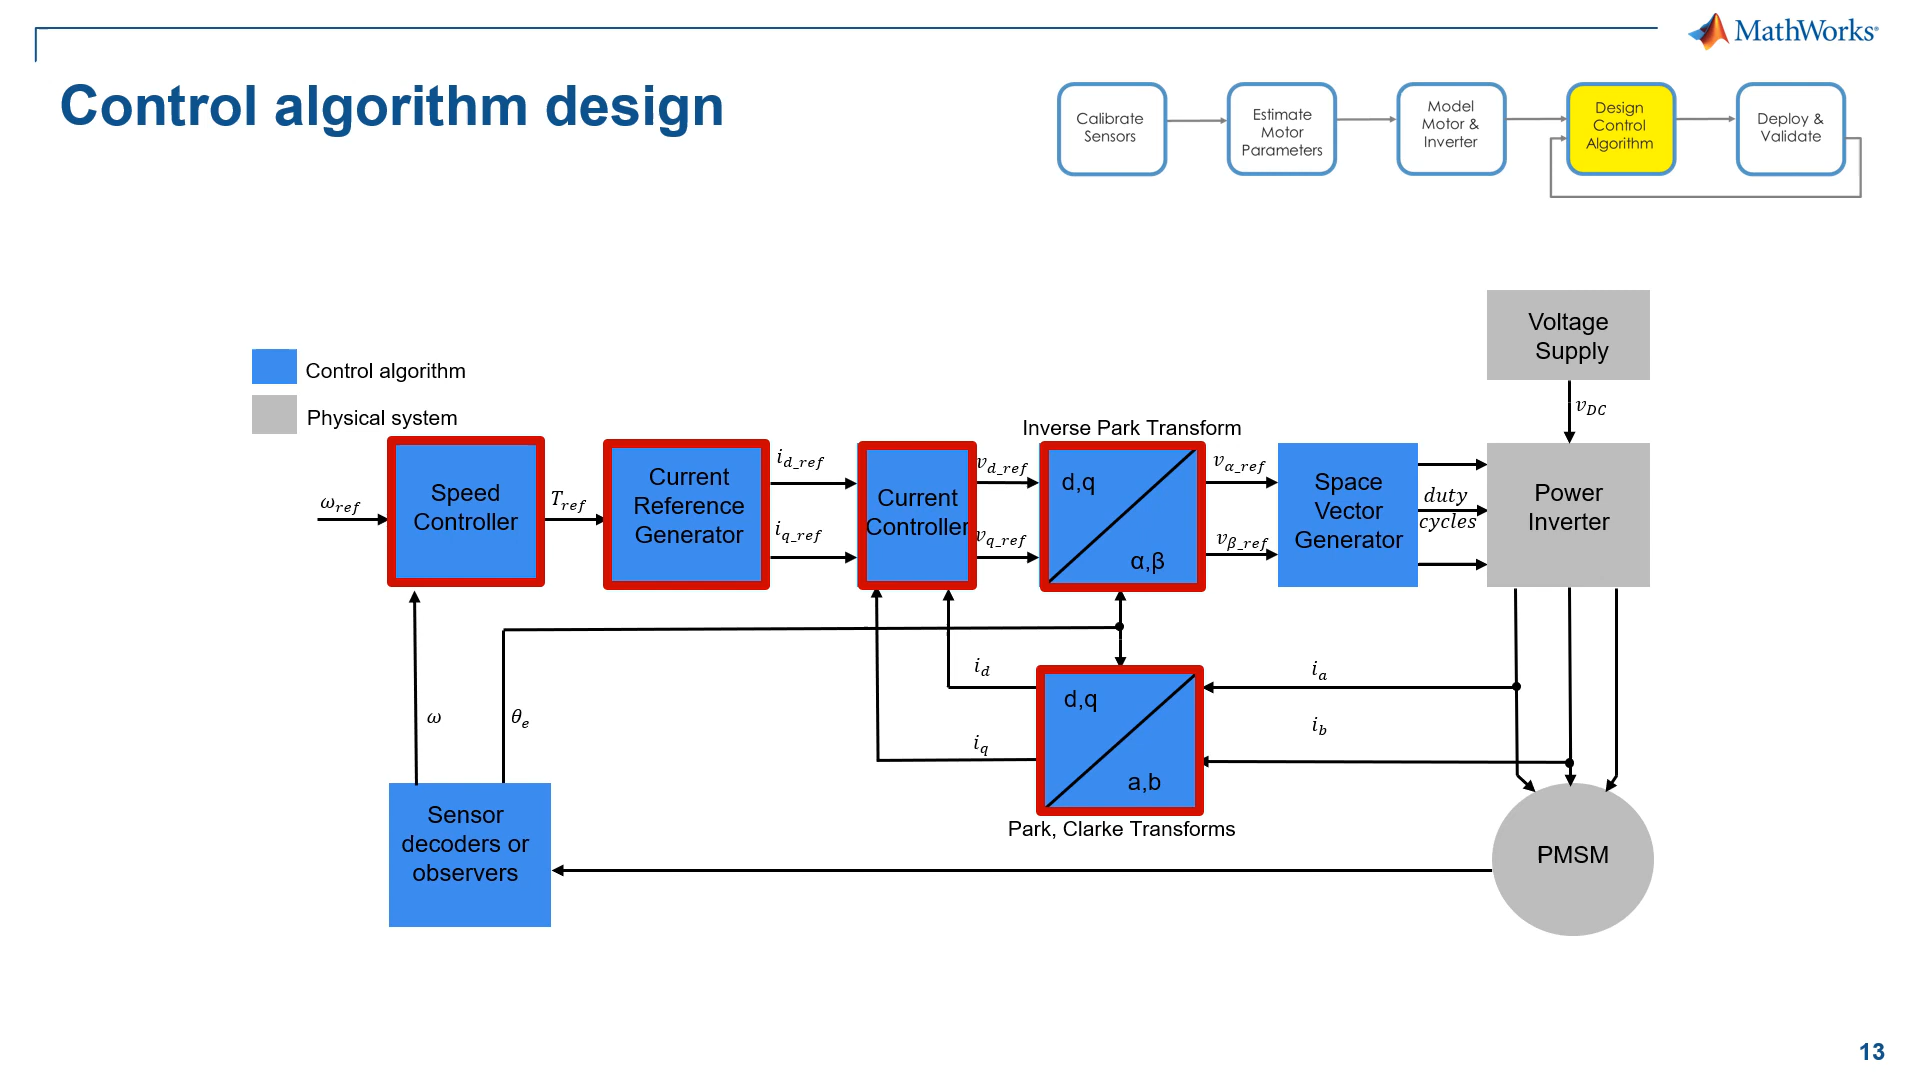 MathWorks®
Control algorithm design
Calibrate
Sensors
Estimate
Motor
Parameters
Model
Motor &
Inverter
Design
Control
Algorithm
Deploy &
Validate
Voltage
Supply
v_DC
Control algorithm
Physical system
ω_ref
Speed
Controller
T_ref
Current
Reference
Generator
i_d_ref
i_q_ref
Current
Controller
v_d_ref
v_q_ref
Inverse Park Transform
d,q
α,β
v_α_ref
v_β_ref
Space
Vector
Generator
duty
cycles
Power
Inverter
ω
θ_e
i_d
i_q
d,q
a,b
Park, Clarke Transforms
i_a
i_b
Sensor
decoders or
observers
PMSM
13